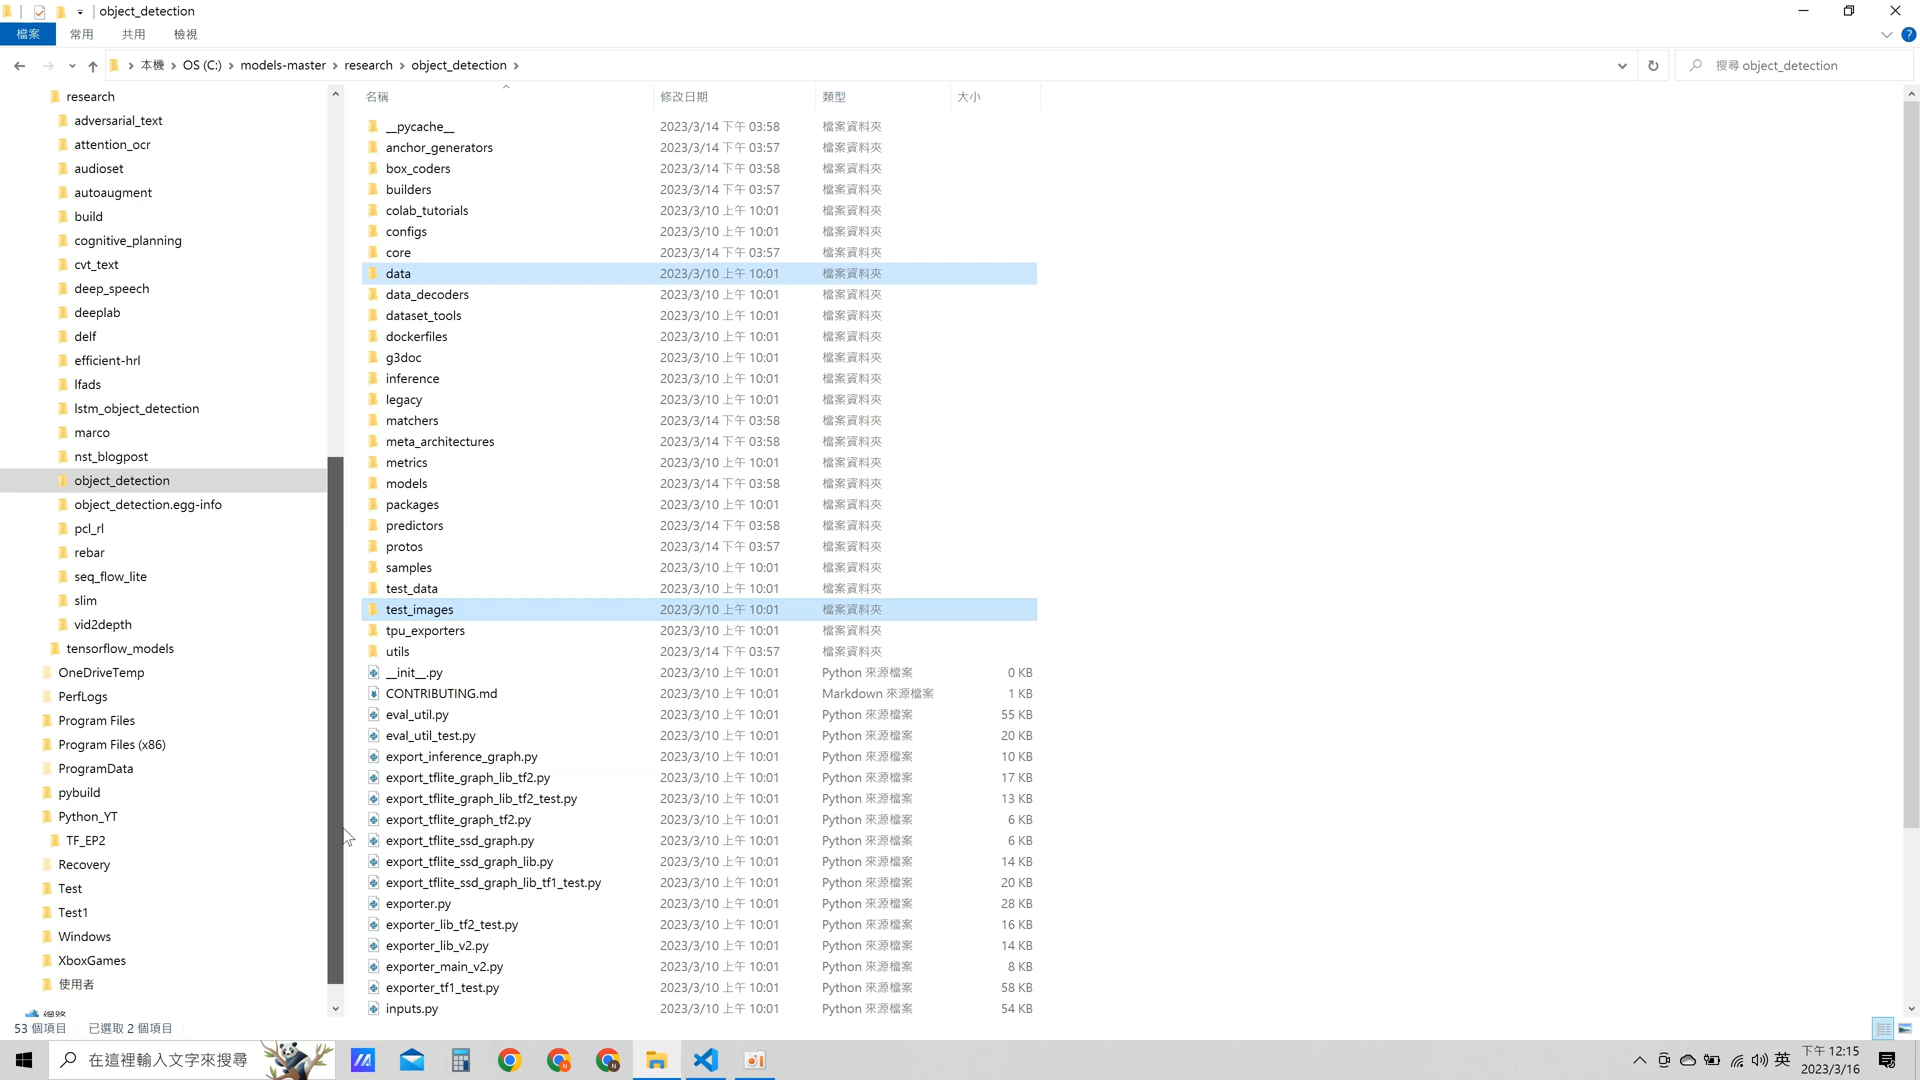 object_detection
檔案 常用 共用 檢視
本機 OS (C:) models-master research object_detection
搜尋 object_detection
research
adversarial_text
attention_ocr
audioset
autoaugment
build
cognitive_planning
cvt_text
deep_speech
deeplab
delf
efficient-hrl
lfads
lstm_object_detection
marco
nst_blogpost
object_detection
object_detection.egg-info
pcl_rl
rebar
seq_flow_lite
slim
vid2depth
tensorflow_models
OneDriveTemp
PerfLogs
Program Files
Program Files (x86)
ProgramData
pybuild
Python_YT
TF_EP2
Recovery
Test
Test1
Windows
XboxGames
使用者
網路
名稱 修改日期 類型 大小
__pycache__ 2023/3/14 下午 03:58 檔案資料夾
anchor_generators 2023/3/14 下午 03:57 檔案資料夾
box_coders 2023/3/14 下午 03:58 檔案資料夾
builders 2023/3/14 下午 03:57 檔案資料夾
colab_tutorials 2023/3/10 上午 10:01 檔案資料夾
configs 2023/3/10 上午 10:01 檔案資料夾
core 2023/3/14 下午 03:57 檔案資料夾
data 2023/3/10 上午 10:01 檔案資料夾
data_decoders 2023/3/10 上午 10:01 檔案資料夾
dataset_tools 2023/3/10 上午 10:01 檔案資料夾
dockerfiles 2023/3/10 上午 10:01 檔案資料夾
g3doc 2023/3/10 上午 10:01 檔案資料夾
inference 2023/3/10 上午 10:01 檔案資料夾
legacy 2023/3/10 上午 10:01 檔案資料夾
matchers 2023/3/14 下午 03:58 檔案資料夾
meta_architectures 2023/3/14 下午 03:58 檔案資料夾
metrics 2023/3/10 上午 10:01 檔案資料夾
models 2023/3/14 下午 03:58 檔案資料夾
packages 2023/3/10 上午 10:01 檔案資料夾
predictors 2023/3/14 下午 03:58 檔案資料夾
protos 2023/3/14 下午 03:57 檔案資料夾
samples 2023/3/10 上午 10:01 檔案資料夾
test_data 2023/3/10 上午 10:01 檔案資料夾
test_images 2023/3/10 上午 10:01 檔案資料夾
tpu_exporters 2023/3/10 上午 10:01 檔案資料夾
utils 2023/3/14 下午 03:57 檔案資料夾
__init__.py 2023/3/10 上午 10:01 Python 來源檔案 0 KB
CONTRIBUTING.md 2023/3/10 上午 10:01 Markdown 來源檔案 1 KB
eval_util.py 2023/3/10 上午 10:01 Python 來源檔案 55 KB
eval_util_test.py 2023/3/10 上午 10:01 Python 來源檔案 20 KB
export_inference_graph.py 2023/3/10 上午 10:01 Python 來源檔案 10 KB
export_tflite_graph_lib_tf2.py 2023/3/10 上午 10:01 Python 來源檔案 17 KB
export_tflite_graph_lib_tf2_test.py 2023/3/10 上午 10:01 Python 來源檔案 13 KB
export_tflite_graph_tf2.py 2023/3/10 上午 10:01 Python 來源檔案 6 KB
export_tflite_ssd_graph.py 2023/3/10 上午 10:01 Python 來源檔案 6 KB
export_tflite_ssd_graph_lib.py 2023/3/10 上午 10:01 Python 來源檔案 14 KB
export_tflite_ssd_graph_lib_tf1_test.py 2023/3/10 上午 10:01 Python 來源檔案 20 KB
exporter.py 2023/3/10 上午 10:01 Python 來源檔案 28 KB
exporter_lib_tf2_test.py 2023/3/10 上午 10:01 Python 來源檔案 16 KB
exporter_lib_v2.py 2023/3/10 上午 10:01 Python 來源檔案 14 KB
exporter_main_v2.py 2023/3/10 上午 10:01 Python 來源檔案 8 KB
exporter_tf1_test.py 2023/3/10 上午 10:01 Python 來源檔案 58 KB
inputs.py 2023/3/10 上午 10:01 Python 來源檔案 54 KB
53 個項目 已選取 2 個項目
在這裡輸入文字來搜尋
英
下午 12:15
2023/3/16